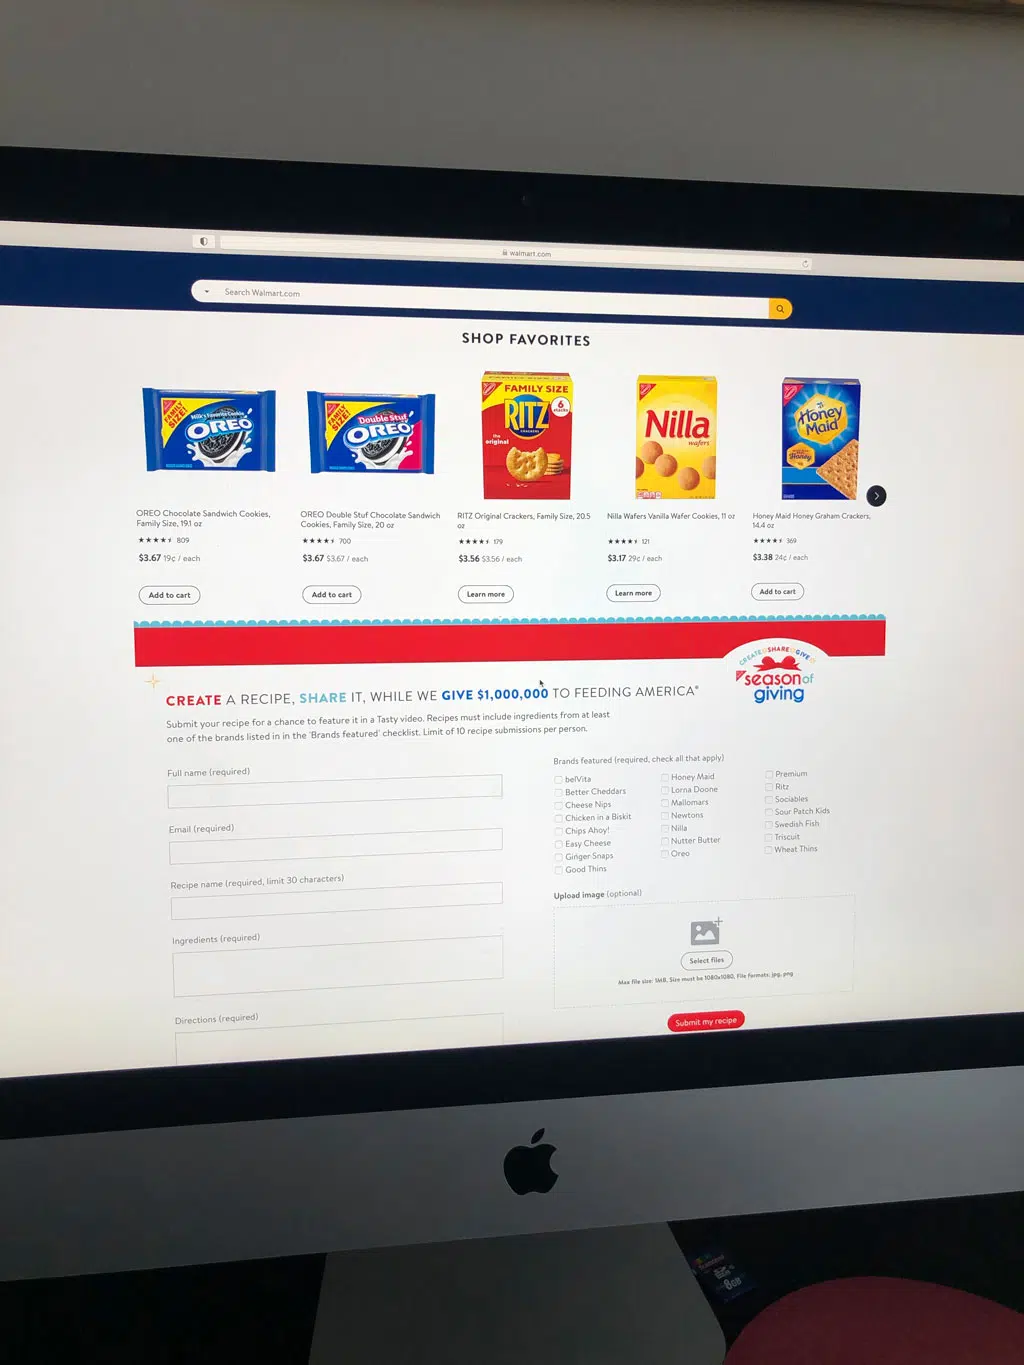 walmart.com
Search Walmart.com
SHOP FAVORITES
FAMILY SIZE!
Milk's Favorite Cookie
OREO
FAMILY SIZE!
Double Stuf
OREO
FAMILY SIZE
RITZ
CRACKERS
6
stacks
the
original
Nilla
wafers
Honey
Maid
Honey
OREO Chocolate Sandwich Cookies,
Family Size, 19.1 oz
809
$3.67 19¢ / each
Add to cart
OREO Double Stuf Chocolate Sandwich
Cookies, Family Size, 20 oz
700
$3.67 $3.67 / each
Add to cart
RITZ Original Crackers, Family Size, 20.5
oz
179
$3.56 $3.56 / each
Learn more
Nilla Wafers Vanilla Wafer Cookies, 11 oz
121
$3.17 29¢ / each
Learn more
Honey Maid Honey Graham Crackers,
14.4 oz
369
$3.38 24¢ / each
Add to cart
CREATE SHARE GIVE
season of
giving
CREATE A RECIPE, SHARE IT, WHILE WE GIVE $1,000,000 TO FEEDING AMERICA*
Submit your recipe for a chance to feature it in a Tasty video. Recipes must include ingredients from at least
one of the brands listed in in the 'Brands featured' checklist. Limit of 10 recipe submissions per person.
Full name (required)
Email (required)
Recipe name (required, limit 30 characters)
Ingredients (required)
Directions (required)
Brands featured (required, check all that apply)
belVita
Better Cheddars
Cheese Nips
Chicken in a Biskit
Chips Ahoy!
Easy Cheese
Ginger Snaps
Good Thins
Honey Maid
Lorna Doone
Mallomars
Newtons
Nilla
Nutter Butter
Oreo
Premium
Ritz
Sociables
Sour Patch Kids
Swedish Fish
Triscuit
Wheat Thins
Upload image (optional)
Select files
Max file size: 1MB, Size must be 1080x1080, File formats: jpg, png
Submit my recipe
8GB